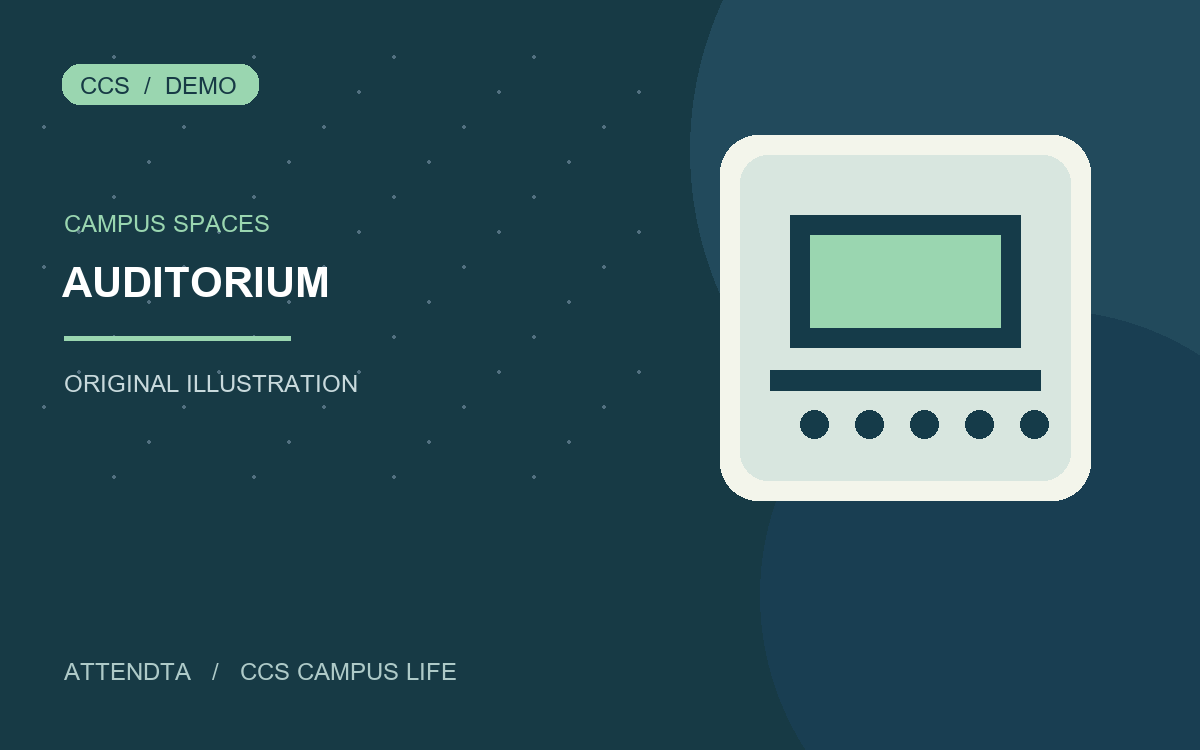 CCS / DEMO
CAMPUS SPACES
AUDITORIUM
ORIGINAL ILLUSTRATION
ATTENDTA / CCS CAMPUS LIFE